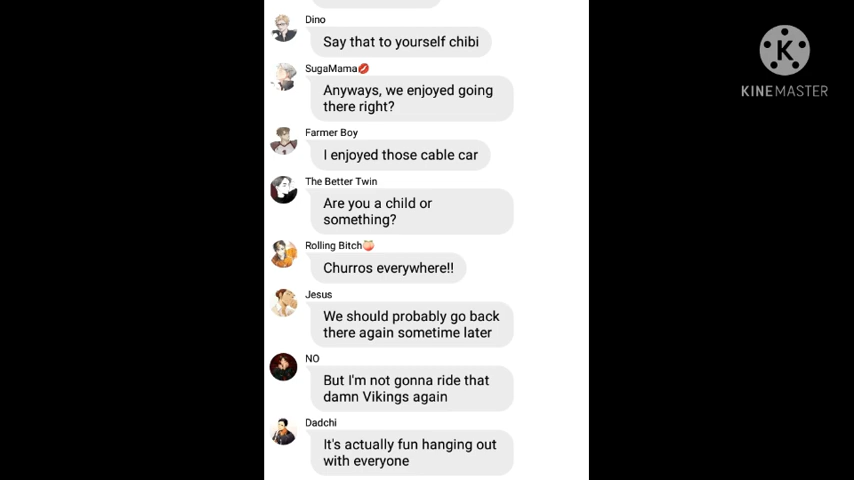 Dino
Say that to yourself chibi
SugaMama💋
Anyways, we enjoyed going
there right?
Farmer Boy
I enjoyed those cable car
The Better Twin
Are you a child or
something?
Rolling Bitch🍑
Churros everywhere!!
Jesus
We should probably go back
there again sometime later
NO
But I'm not gonna ride that
damn Vikings again
Dadchi
It's actually fun hanging out
with everyone
K
KINEMASTER